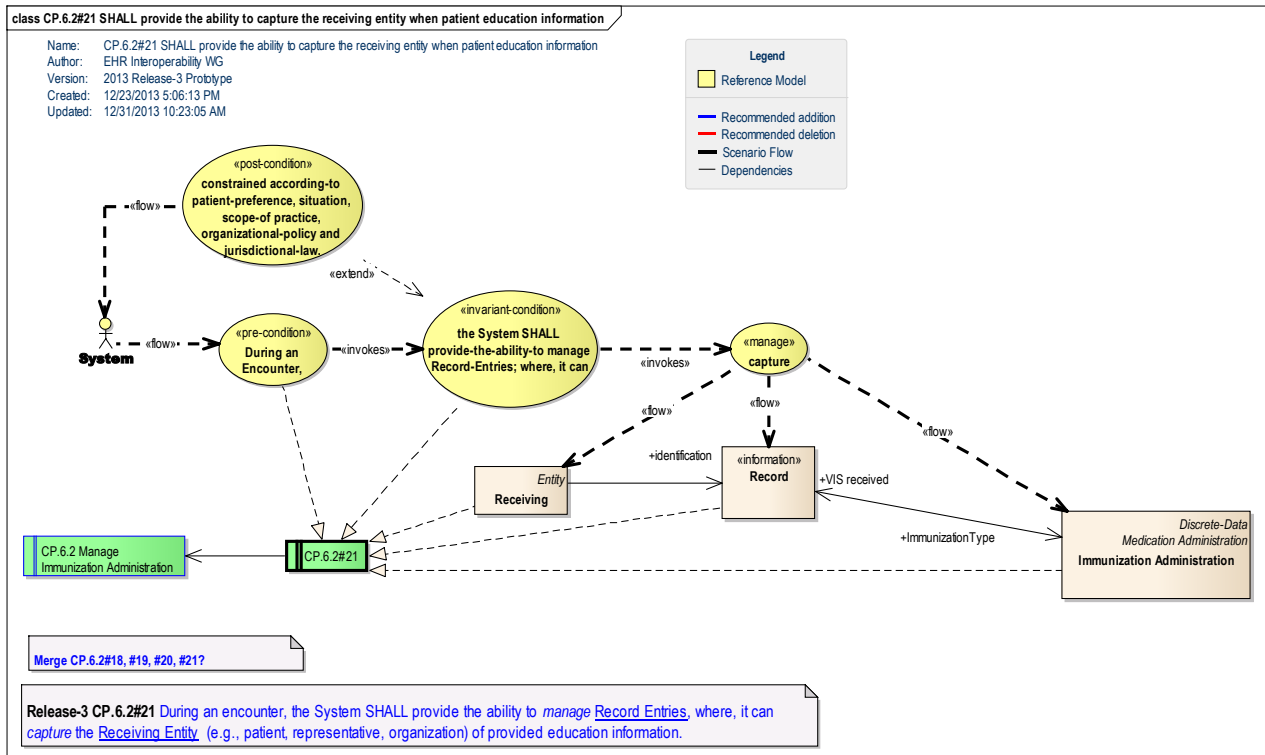 class CP.6.2#21 SHALL provide the ability to capture the receiving entity when patient education information
Name: CP.6.2#21 SHALL provide the ability to capture the receiving entity when patient education information
Author: EHR Interoperability WG
Version: 2013 Release-3 Prototype
Created: 12/23/2013 5:06:13 PM
Updated: 12/31/2013 10:23:05 AM
Legend
Reference Model
Recommended addition
Recommended deletion
Scenario Flow
Dependencies
«post-condition»
constrained according-to
patient-preference, situation,
scope-of practice,
organizational-policy and
jurisdictional-law.
«flow»
«extend»
System
«flow»
«pre-condition»
During an
Encounter,
«invokes»
«invariant-condition»
the System SHALL
provide-the-ability-to manage
Record-Entries; where, it can
«invokes»
«manage»
capture
«flow»
«flow»
«flow»
Entity
Receiving
+identification
«information»
Record
+VIS received
+ImmunizationType
Discrete-Data
Medication Administration
Immunization Administration
CP.6.2 Manage
Immunization Administration
CP.6.2#21
Merge CP.6.2#18, #19, #20, #21?
Release-3 CP.6.2#21 During an encounter, the System SHALL provide the ability to manage Record Entries, where, it can
capture the Receiving Entity (e.g., patient, representative, organization) of provided education information.